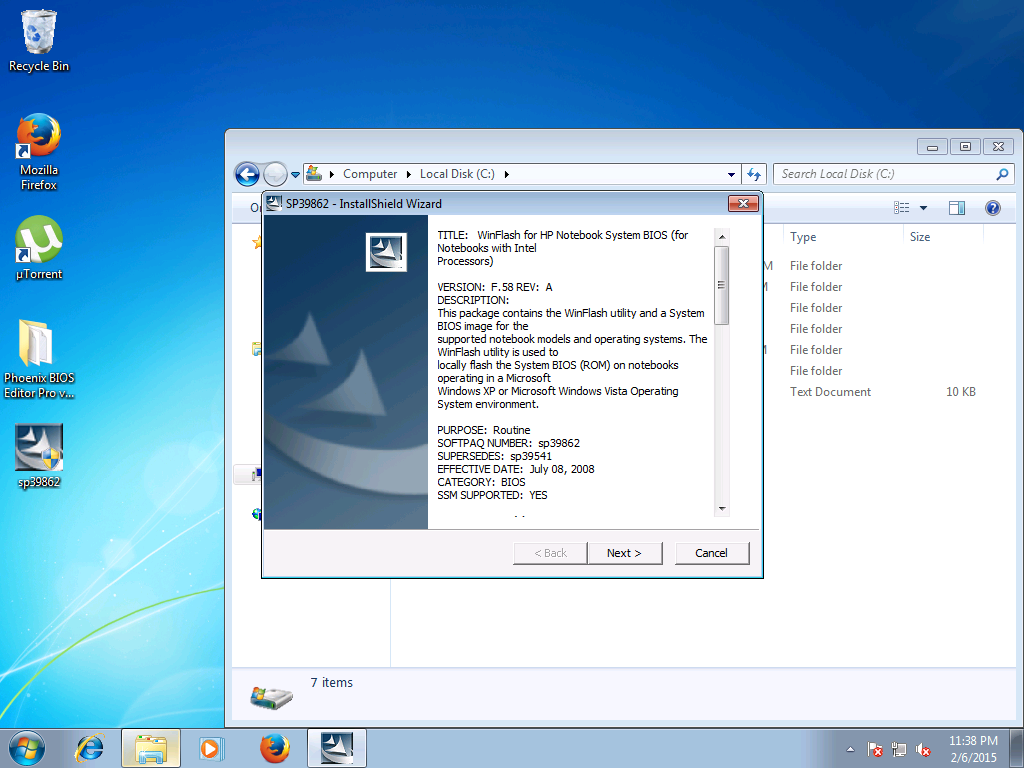 Recycle Bin
Mozilla
Firefox
µTorrent
Phoenix BIOS
Editor Pro v...
sp39862
Computer
Local Disk (C:)
Search Local Disk (C:)
SP39862 - InstallShield Wizard
TITLE: WinFlash for HP Notebook System BIOS (for
Notebooks with Intel
Processors)
VERSION: F.58 REV: A
DESCRIPTION:
This package contains the WinFlash utility and a System
BIOS image for the
supported notebook models and operating systems. The
WinFlash utility is used to
locally flash the System BIOS (ROM) on notebooks
operating in a Microsoft
Windows XP or Microsoft Windows Vista Operating
System environment.
PURPOSE: Routine
SOFTPAQ NUMBER: sp39862
SUPERSEDES: sp39541
EFFECTIVE DATE: July 08, 2008
CATEGORY: BIOS
SSM SUPPORTED: YES
< Back
Next >
Cancel
Type
Size
File folder
File folder
File folder
File folder
File folder
File folder
Text Document
10 KB
7 items
11:38 PM
2/6/2015